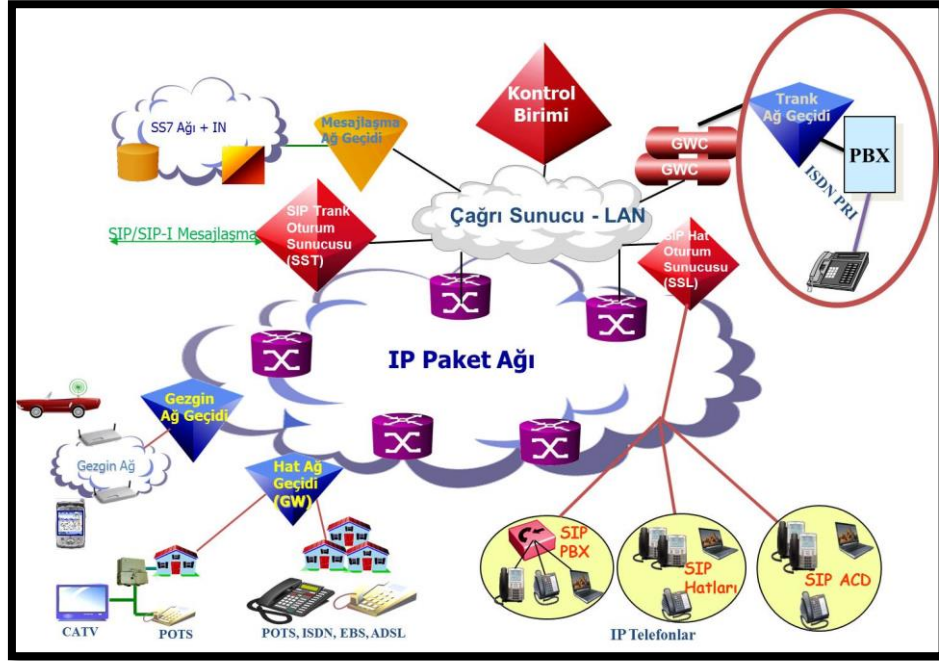 SS7 Ağı + IN
Mesajlaşma
Ağ Geçidi
Kontrol
Birimi
Trank
Ağ Geçidi
GWC
GWC
PBX
ISDN PRI
Çağrı Sunucu - LAN
SIP/SIP-I Mesajlaşma
SIP Trank
Oturum
Sunucusu
(SST)
SIP Hat
Oturum
Sunucusu
(SSL)
IP Paket Ağı
Gezgin
Ağ Geçidi
Gezgin Ağ
Hat Ağ
Geçidi
(GW)
SIP
PBX
SIP
Hatları
SIP ACD
CATV
POTS
POTS, ISDN, EBS, ADSL
IP Telefonlar